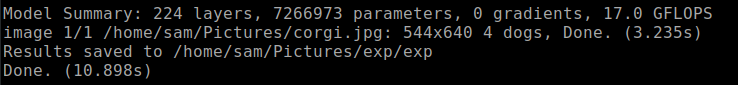 Model Summary: 224 layers, 7266973 parameters, 0 gradients, 17.0 GFLOPS
image 1/1 /home/sam/Pictures/corgi.jpg: 544x640 4 dogs, Done. (3.235s)
Results saved to /home/sam/Pictures/exp/exp
Done. (10.898s)